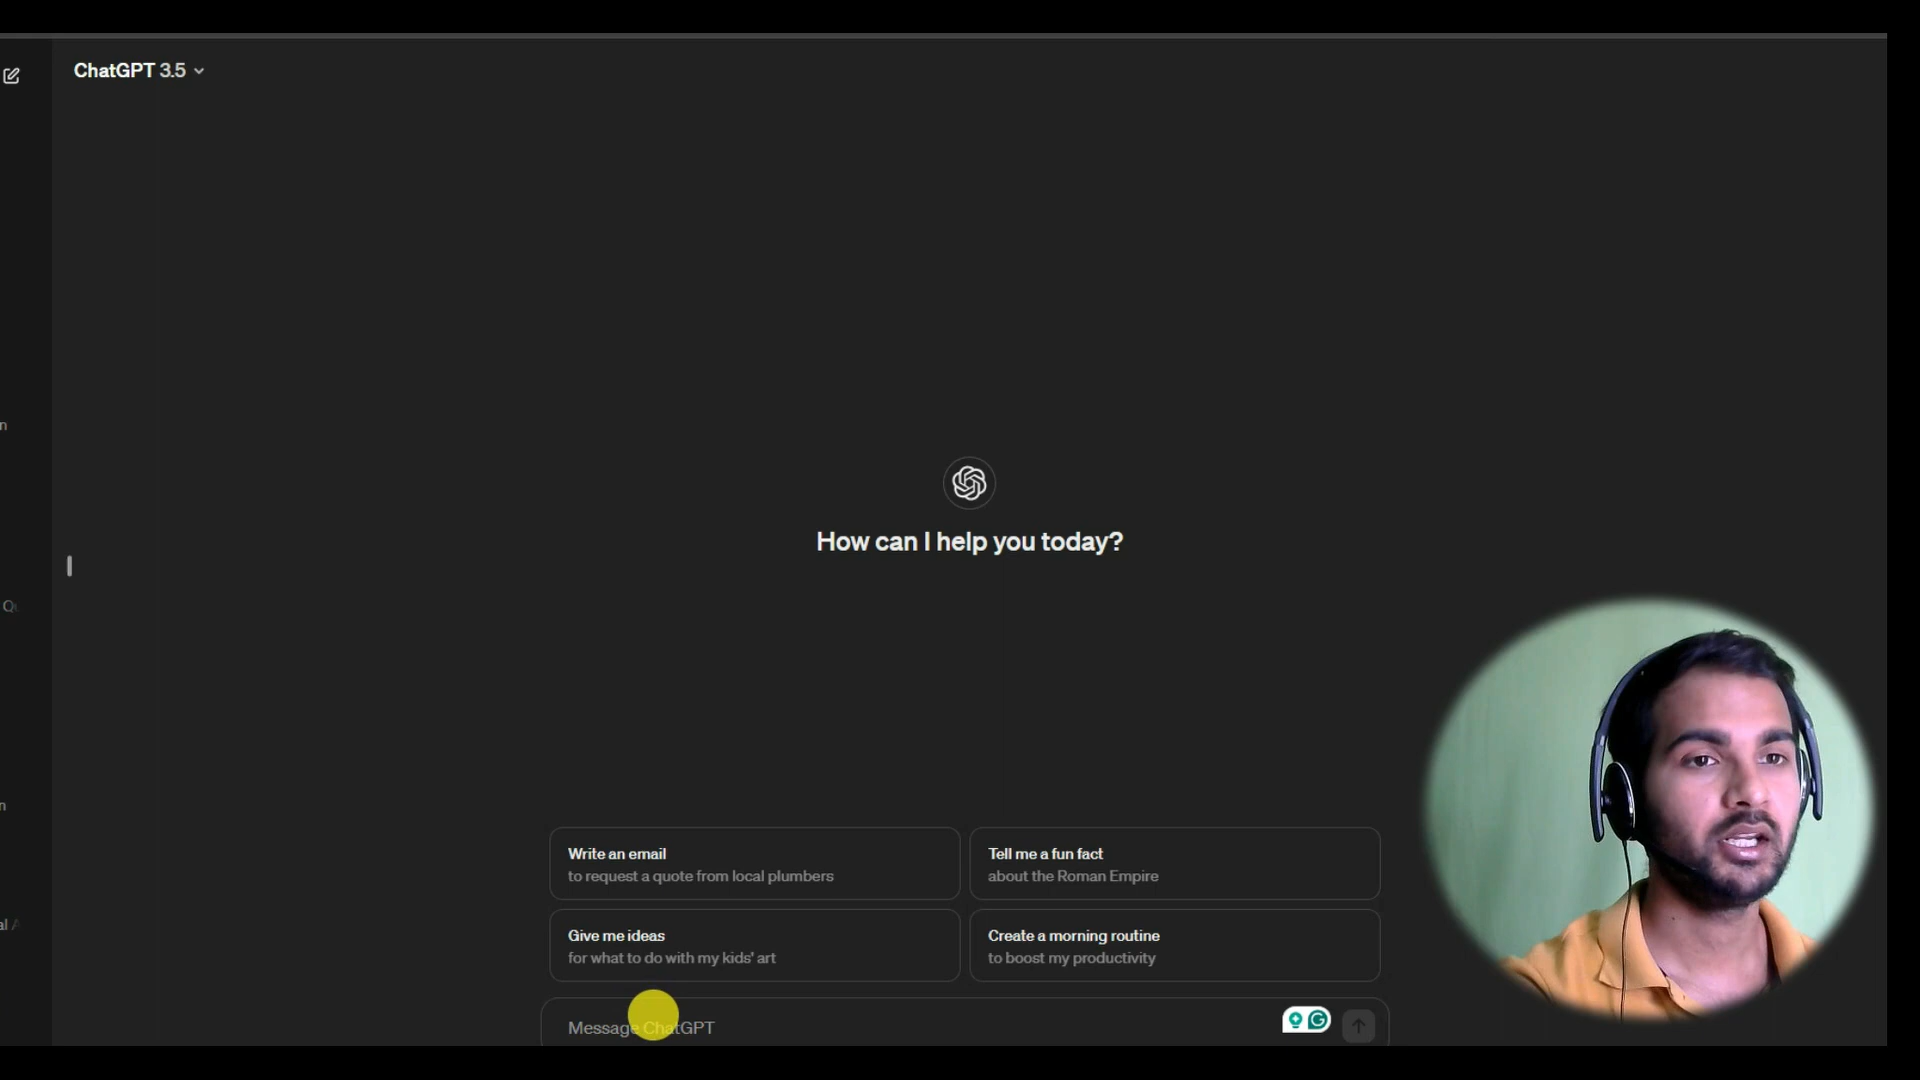 ChatGPT 3.5
How can I help you today?
Write an email
to request a quote from local plumbers
Tell me a fun fact
about the Roman Empire
Give me ideas
for what to do with my kids' art
Create a morning routine
to boost my productivity
Message ChatGPT